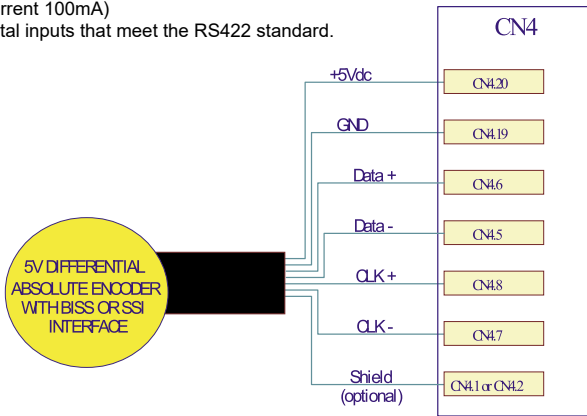 rrent 100mA)
tal inputs that meet the RS422 standard.
CN4
+5Vdc
CN4.20
GND
CN4.19
Data +
CN4.6
Data -
CN4.5
CLK +
CN4.8
CLK -
CN4.7
Shield
(optional)
CN4.1 or CN4.2
5V DIFFERENTIAL
ABSOLUTE ENCODER
WITH BISS OR SSI
INTERFACE